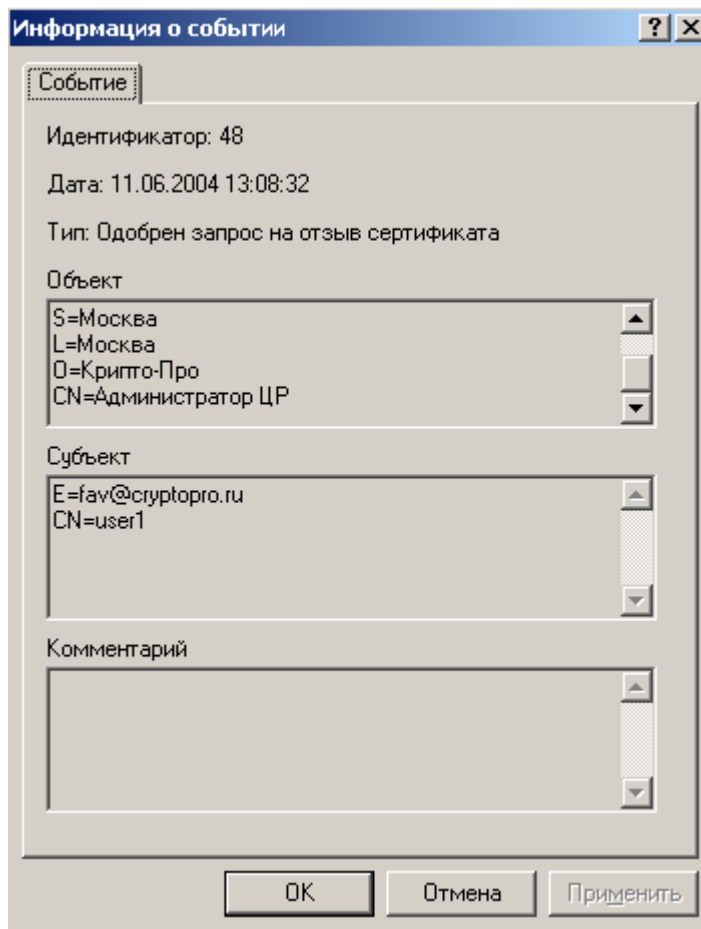 Информация о событии
Событие
Идентификатор: 48
Дата: 11.06.2004 13:08:32
Тип: Одобрен запрос на отзыв сертификата
Объект
S=Москва
L=Москва
O=Крипто-Про
CN=Администратор ЦР
Субъект
E=fav@cryptopro.ru
CN=user1
Комментарий
OK
Отмена
Применить